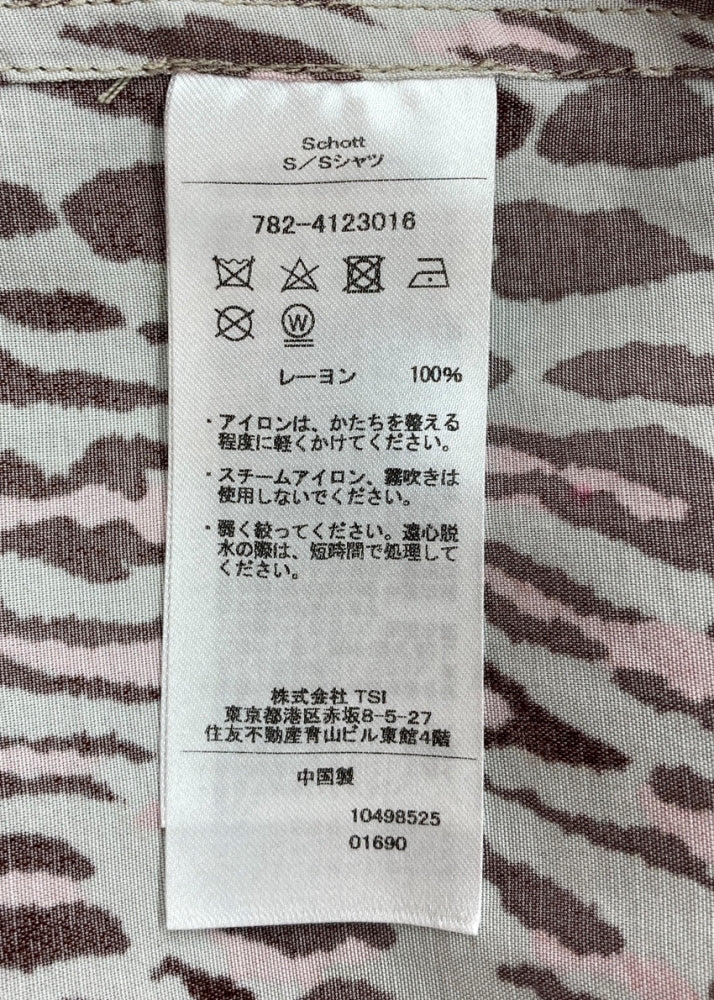 Schott
S／Sシャツ
782-4123016
W
レーヨン 100%
・アイロンは、かたちを整える
程度に軽くかけてください。
・スチームアイロン、霧吹きは
使用しないでください。
・弱く絞ってください。遠心脱
水の際は、短時間で処理して
ください。
株式会社 TSI
東京都港区赤坂8-5-27
住友不動産青山ビル東館4階
中国製
10498525
01690